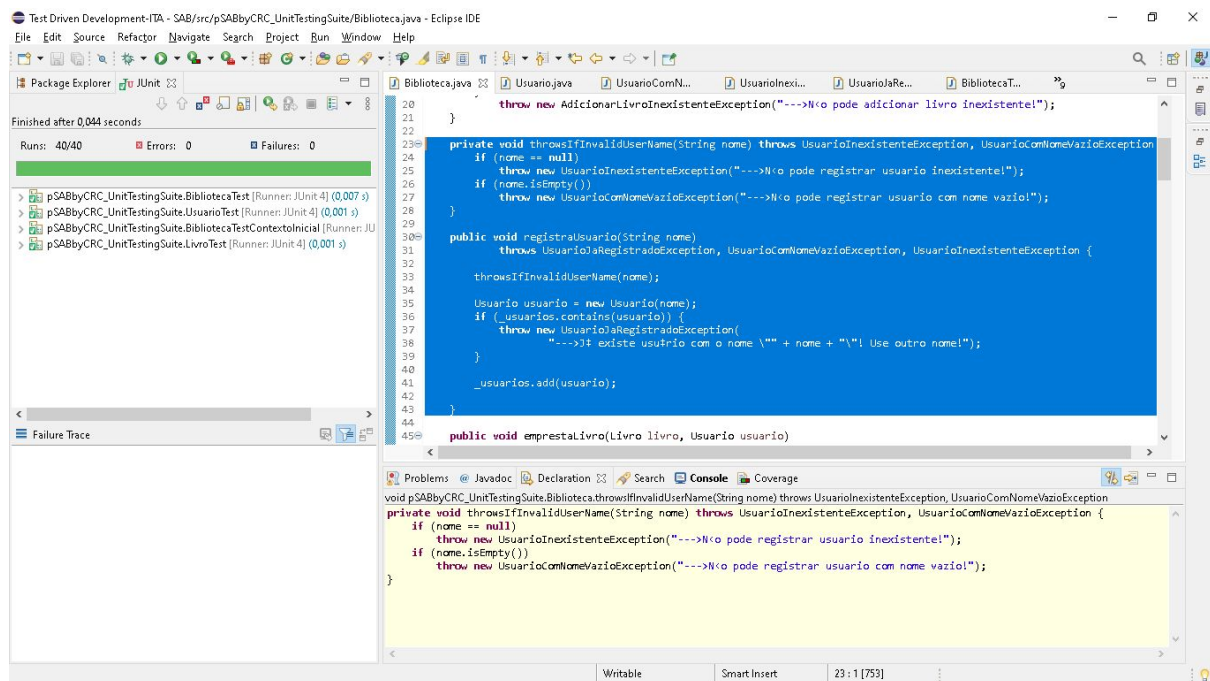 Test Driven Development-ITA - SAB/src/pSABbyCRC_UnitTestingSuite/Biblioteca.java - Eclipse IDE
File Edit Source Refactor Navigate Search Project Run Window Help
Package Explorer JUnit
Finished after 0,044 seconds
Runs: 40/40 Errors: 0 Failures: 0
pSABbyCRC_UnitTestingSuite.BibliotecaTest [Runner: JUnit 4] (0,007 s)
pSABbyCRC_UnitTestingSuite.UsuarioTest [Runner: JUnit 4] (0,001 s)
pSABbyCRC_UnitTestingSuite.BibliotecaTestContextoInicial [Runner: JU
pSABbyCRC_UnitTestingSuite.LivroTest [Runner: JUnit 4] (0,001 s)
Failure Trace
Biblioteca.java Usuario.java UsuarioComN... UsuarioInexi... UsuarioJaRe... BibliotecaT... 9
20 throw new AdicionarLivroInexistenteException("--->N<o pode adicionar livro inexistente!");
21 }
22
23 private void throwsIfInvalidUserName(String nome) throws UsuarioInexistenteException, UsuarioComNomeVazioException
24 if (nome == null)
25 throw new UsuarioInexistenteException("--->N<o pode registrar usuario inexistente!");
26 if (nome.isEmpty())
27 throw new UsuarioComNomeVazioException("--->N<o pode registrar usuario com nome vazio!");
28 }
29
30 public void registraUsuario(String nome)
31 throws UsuarioJaRegistradoException, UsuarioComNomeVazioException, UsuarioInexistenteException {
32
33 throwsIfInvalidUserName(nome);
34
35 Usuario usuario = new Usuario(nome);
36 if (_usuarios.contains(usuario)) {
37 throw new UsuarioJaRegistradoException(
38 "--->J‡ existe usu‡rio com o nome \"" + nome + "\"! Use outro nome!");
39 }
40
41 _usuarios.add(usuario);
42
43 }
44
45 public void emprestaLivro(Livro livro, Usuario usuario)
Problems Javadoc Declaration Search Console Coverage
void pSABbyCRC_UnitTestingSuite.Biblioteca.throwsIfInvalidUserName(String nome) throws UsuarioInexistenteException, UsuarioComNomeVazioException
private void throwsIfInvalidUserName(String nome) throws UsuarioInexistenteException, UsuarioComNomeVazioException {
if (nome == null)
throw new UsuarioInexistenteException("--->N<o pode registrar usuario inexistente!");
if (nome.isEmpty())
throw new UsuarioComNomeVazioException("--->N<o pode registrar usuario com nome vazio!");
}
Writable Smart Insert 23 : 1 [753]